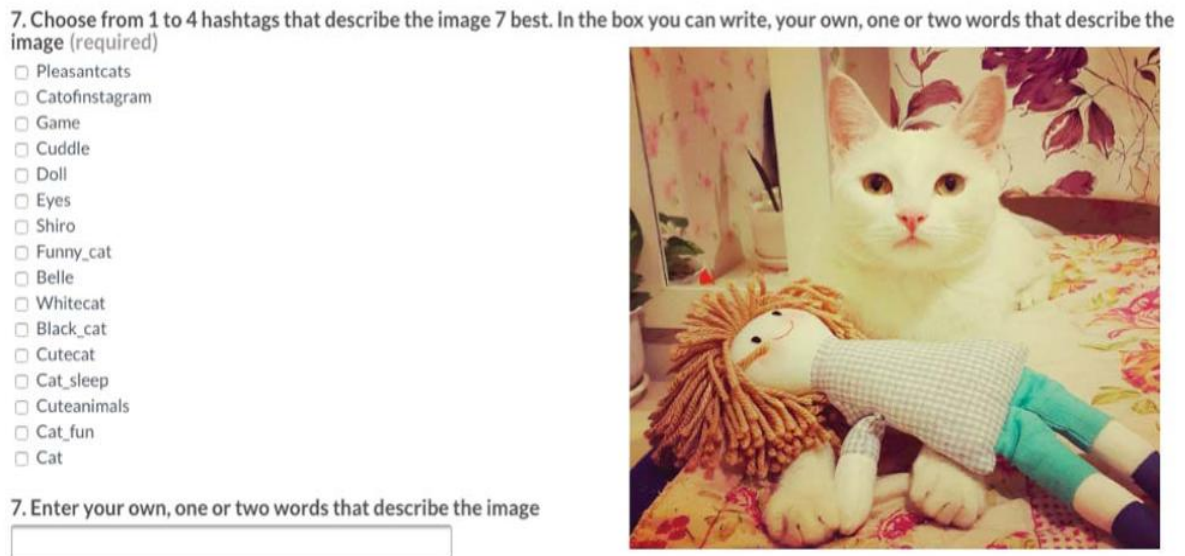 7. Choose from 1 to 4 hashtags that describe the image 7 best. In the box you can write, your own, one or two words that describe the
image (required)
Pleasantcats
Catofinstagram
Game
Cuddle
Doll
Eyes
Shiro
Funny_cat
Belle
Whitecat
Black_cat
Cutecat
Cat_sleep
Cuteanimals
Cat_fun
Cat
7. Enter your own, one or two words that describe the image